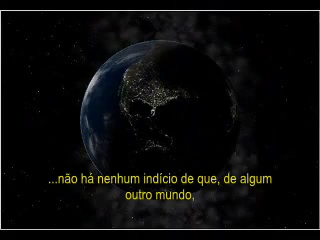 ...não há nenhum indício de que, de algum
outro mundo,